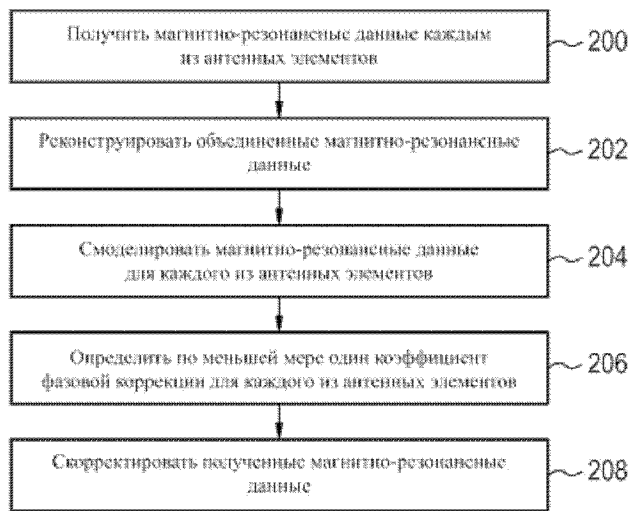 Получить магнитно-резонансные данные каждым
из антенных элементов
200
Реконструировать объединенные магнитно-резонансные
данные
202
Смоделировать магнитно-резонансные данные
для каждого из антенных элементов
204
Определить по меньшей мере один коэффициент
фазовой коррекции для каждого из антенных элементов
206
Скорректировать полученные магнитно-резонансные
данные
208